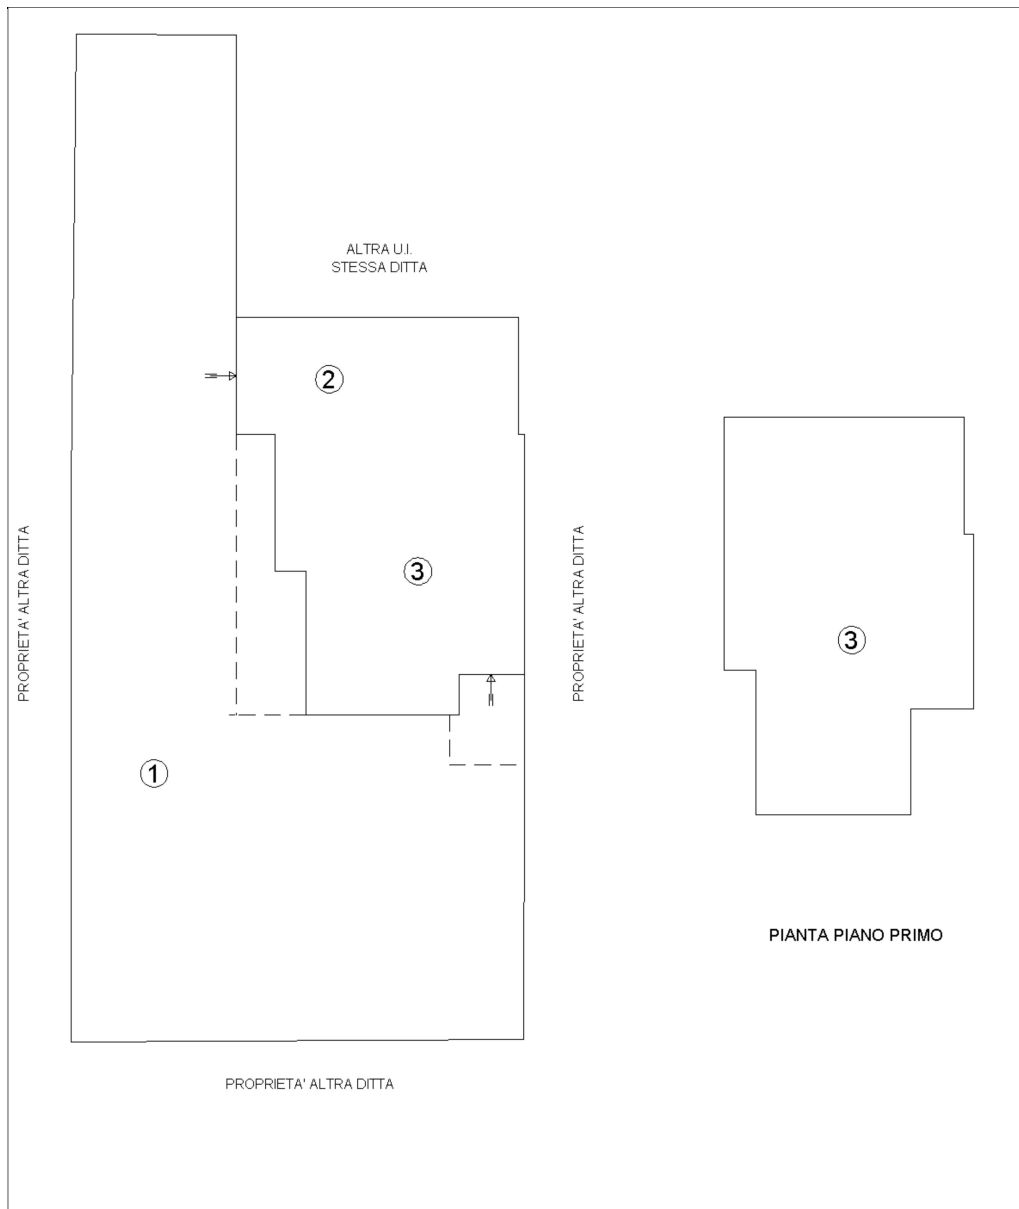 ALTRA U.I.
STESSA DITTA
2
PROPRIETA' ALTRA DITTA
3
PROPRIETA' ALTRA DITTA
3
1
PIANTA PIANO PRIMO
PROPRIETA' ALTRA DITTA